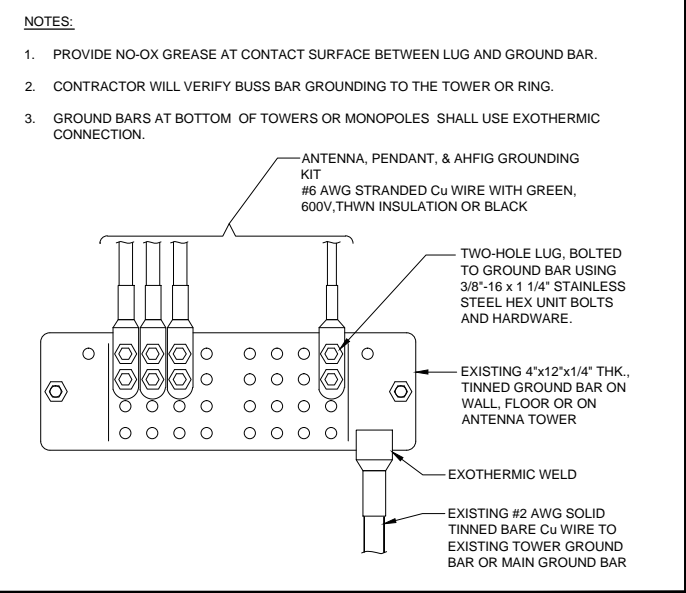 NOTES:
1. PROVIDE NO-OX GREASE AT CONTACT SURFACE BETWEEN LUG AND GROUND BAR.
2. CONTRACTOR WILL VERIFY BUSS BAR GROUNDING TO THE TOWER OR RING.
3. GROUND BARS AT BOTTOM OF TOWERS OR MONOPOLES SHALL USE EXOTHERMIC
CONNECTION.
ANTENNA, PENDANT, & AHFIG GROUNDING
KIT
#6 AWG STRANDED Cu WIRE WITH GREEN,
600V,THWN INSULATION OR BLACK
TWO-HOLE LUG, BOLTED
TO GROUND BAR USING
3/8"-16 x 1 1/4" STAINLESS
STEEL HEX UNIT BOLTS
AND HARDWARE.
EXISTING 4"x12"x1/4" THK.,
TINNED GROUND BAR ON
WALL, FLOOR OR ON
ANTENNA TOWER
EXOTHERMIC WELD
EXISTING #2 AWG SOLID
TINNED BARE Cu WIRE TO
EXISTING TOWER GROUND
BAR OR MAIN GROUND BAR